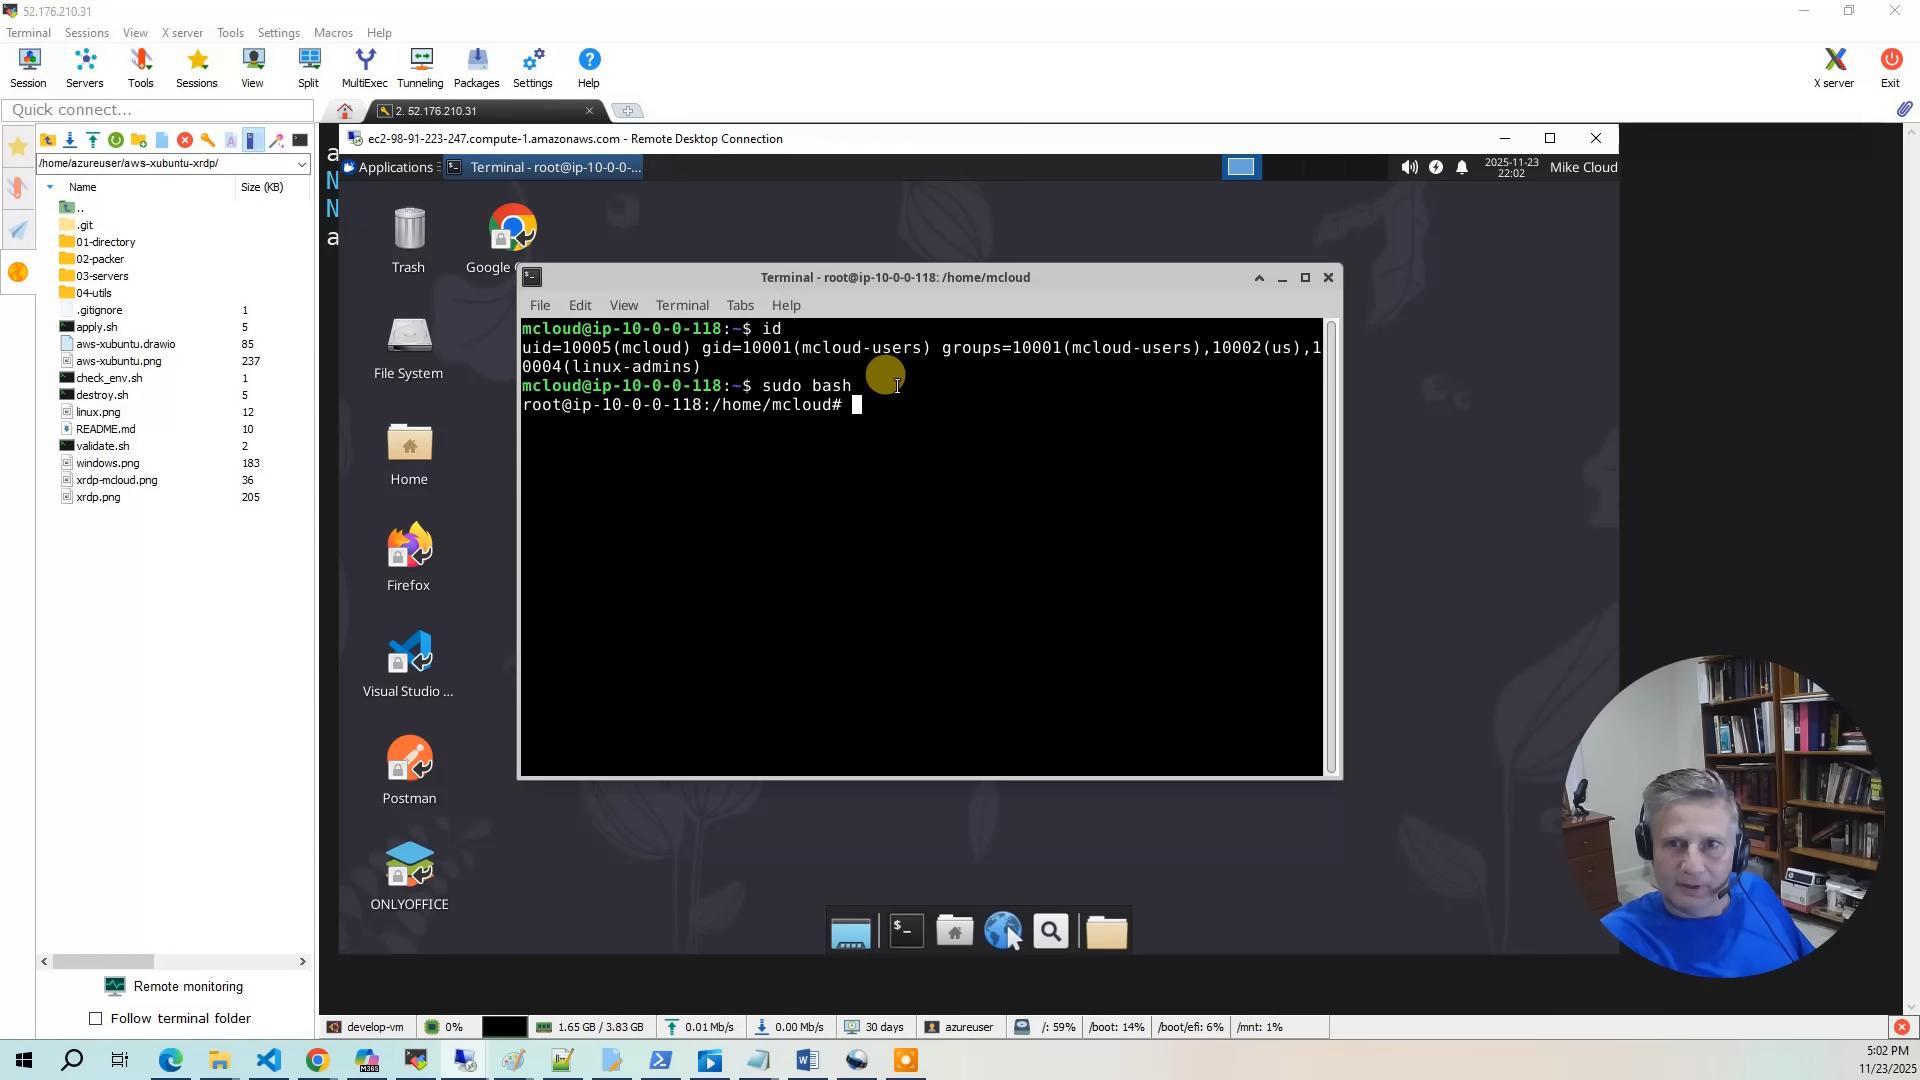 52.176.210.31
Terminal Sessions View X server Tools Settings Macros Help
Session Servers Tools Sessions View Split MultiExec Tunneling Packages Settings Help X server Exit
Quick connect...
2. 52.176.210.31
ec2-98-91-223-247.compute-1.amazonaws.com - Remote Desktop Connection
/home/azureuser/aws-xubuntu-xrdp/
Applications
Terminal - root@ip-10-0-0-...
2025-11-23
22:02
Mike Cloud
Name Size (KB)
..
.git
01-directory
02-packer
03-servers
04-utils
.gitignore 1
apply.sh 5
aws-xubuntu.drawio 85
aws-xubuntu.png 237
check_env.sh 1
destroy.sh 5
linux.png 12
README.md 10
validate.sh 2
windows.png 183
xrdp-mcloud.png 36
xrdp.png 205
a
N
N
a
Trash
Google
File System
Home
Firefox
Visual Studio ...
Postman
ONLYOFFICE
Terminal - root@ip-10-0-0-118: /home/mcloud
File Edit View Terminal Tabs Help
mcloud@ip-10-0-0-118:~$ id
uid=10005(mcloud) gid=10001(mcloud-users) groups=10001(mcloud-users),10002(us),1
0004(linux-admins)
mcloud@ip-10-0-0-118:~$ sudo bash
root@ip-10-0-0-118:/home/mcloud#
Remote monitoring
Follow terminal folder
develop-vm 0% 1.65 GB / 3.83 GB 0.01 Mb/s 0.00 Mb/s 30 days azureuser /: 59% /boot: 14% /boot/efi: 6% /mnt: 1%
M365
5:02 PM
11/23/2025